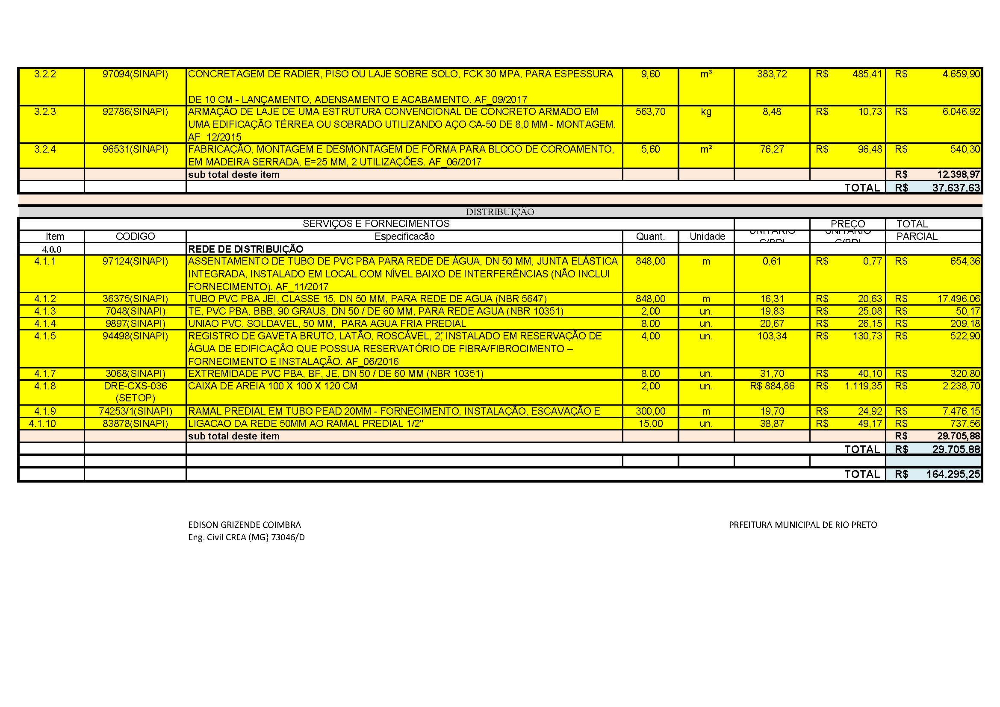 3.2.2 97094(SINAPI) CONCRETAGEM DE RADIER, PISO OU LAJE SOBRE SOLO, FCK 30 MPA, PARA ESPESSURA 9,60 m³ 383,72 R$ 485,41 R$ 4.659,90
DE 10 CM - LANÇAMENTO, ADENSAMENTO E ACABAMENTO. AF_09/2017
3.2.3 92786(SINAPI) ARMAÇÃO DE LAJE DE UMA ESTRUTURA CONVENCIONAL DE CONCRETO ARMADO EM 563,70 kg 8,48 R$ 10,73 R$ 6.046,92
UMA EDIFICAÇÃO TÉRREA OU SOBRADO UTILIZANDO AÇO CA-50 DE 8,0 MM - MONTAGEM.
AF_12/2015
3.2.4 96531(SINAPI) FABRICAÇÃO, MONTAGEM E DESMONTAGEM DE FÔRMA PARA BLOCO DE COROAMENTO, 5,60 m² 76,27 R$ 96,48 R$ 540,30
EM MADEIRA SERRADA, E=25 MM, 2 UTILIZAÇÕES. AF_06/2017
sub total deste item R$ 12.398,97
TOTAL R$ 37.637,63
DISTRIBUIÇÃO
SERVIÇOS E FORNECIMENTOS PREÇO TOTAL
Item CODIGO Especificacão Quant. Unidade UNITÁRIO UNITÁRIO PARCIAL
C/BDI C/BDI
4.0.0 REDE DE DISTRIBUIÇÃO
4.1.1 97124(SINAPI) ASSENTAMENTO DE TUBO DE PVC PBA PARA REDE DE ÁGUA, DN 50 MM, JUNTA ELÁSTICA 848,00 m 0,61 R$ 0,77 R$ 654,36
INTEGRADA, INSTALADO EM LOCAL COM NÍVEL BAIXO DE INTERFERÊNCIAS (NÃO INCLUI
FORNECIMENTO). AF_11/2017
4.1.2 36375(SINAPI) TUBO PVC PBA JEI, CLASSE 15, DN 50 MM, PARA REDE DE AGUA (NBR 5647) 848,00 m 16,31 R$ 20,63 R$ 17.496,06
4.1.3 7048(SINAPI) TE, PVC PBA, BBB, 90 GRAUS, DN 50 / DE 60 MM, PARA REDE AGUA (NBR 10351) 2,00 un. 19,83 R$ 25,08 R$ 50,17
4.1.4 9897(SINAPI) UNIAO PVC, SOLDAVEL, 50 MM, PARA AGUA FRIA PREDIAL 8,00 un. 20,67 R$ 26,15 R$ 209,18
4.1.5 94498(SINAPI) REGISTRO DE GAVETA BRUTO, LATÃO, ROSCÁVEL, 2”, INSTALADO EM RESERVAÇÃO DE 4,00 un. 103,34 R$ 130,73 R$ 522,90
ÁGUA DE EDIFICAÇÃO QUE POSSUA RESERVATÓRIO DE FIBRA/FIBROCIMENTO –
FORNECIMENTO E INSTALAÇÃO. AF_06/2016
4.1.7 3068(SINAPI) EXTREMIDADE PVC PBA, BF, JE, DN 50 / DE 60 MM (NBR 10351) 8,00 un. 31,70 R$ 40,10 R$ 320,80
4.1.8 DRE-CXS-036 CAIXA DE AREIA 100 X 100 X 120 CM 2,00 un. R$ 884,86 R$ 1.119,35 R$ 2.238,70
(SETOP)
4.1.9 74253/1(SINAPI) RAMAL PREDIAL EM TUBO PEAD 20MM - FORNECIMENTO, INSTALAÇÃO, ESCAVAÇÃO E 300,00 m 19,70 R$ 24,92 R$ 7.476,15
4.1.10 83878(SINAPI) LIGACAO DA REDE 50MM AO RAMAL PREDIAL 1/2" 15,00 un. 38,87 R$ 49,17 R$ 737,56
sub total deste item R$ 29.705,88
TOTAL R$ 29.705,88
TOTAL R$ 164.295,25
EDISON GRIZENDE COIMBRA PRFEITURA MUNICIPAL DE RIO PRETO
Eng. Civil CREA (MG) 73046/D